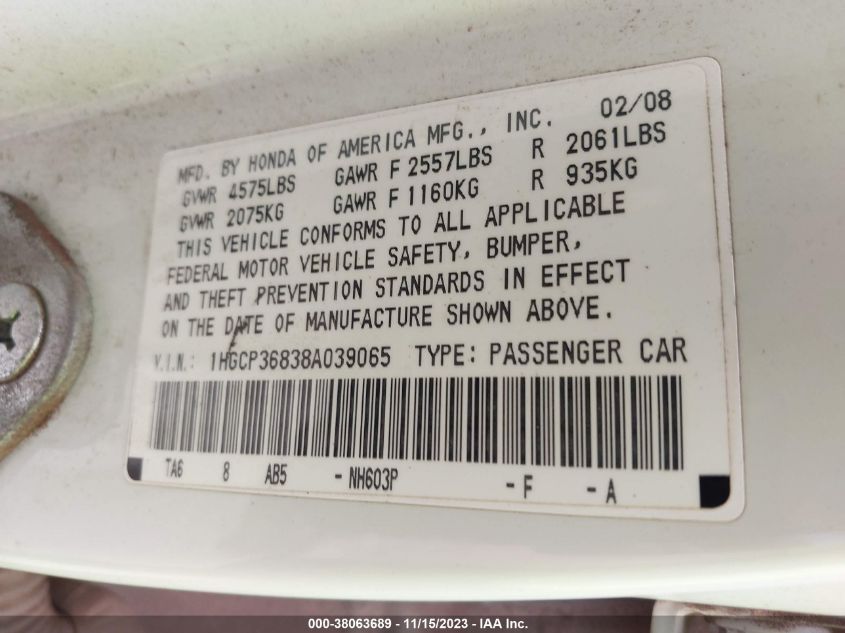 MFD. BY HONDA OF AMERICA MFG., INC. 02/08
GVWR 4575LBS GAWR F 2557LBS R 2061LBS
GVWR 2075KG GAWR F 1160KG R 935KG
THIS VEHICLE CONFORMS TO ALL APPLICABLE
FEDERAL MOTOR VEHICLE SAFETY, BUMPER,
AND THEFT PREVENTION STANDARDS IN EFFECT
ON THE DATE OF MANUFACTURE SHOWN ABOVE.
V.I.N.: 1HGCP36838A039065 TYPE: PASSENGER CAR
TA6 8 AB5 -NH603P -F -A
000-38063689 - 11/15/2023 - IAA Inc.